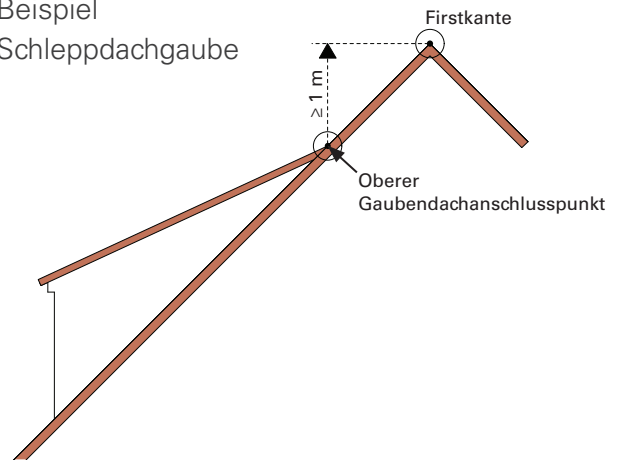 Beispiel
Schleppdachgaube
Firstkante
≥ 1 m
Oberer
Gaubendachanschlusspunkt